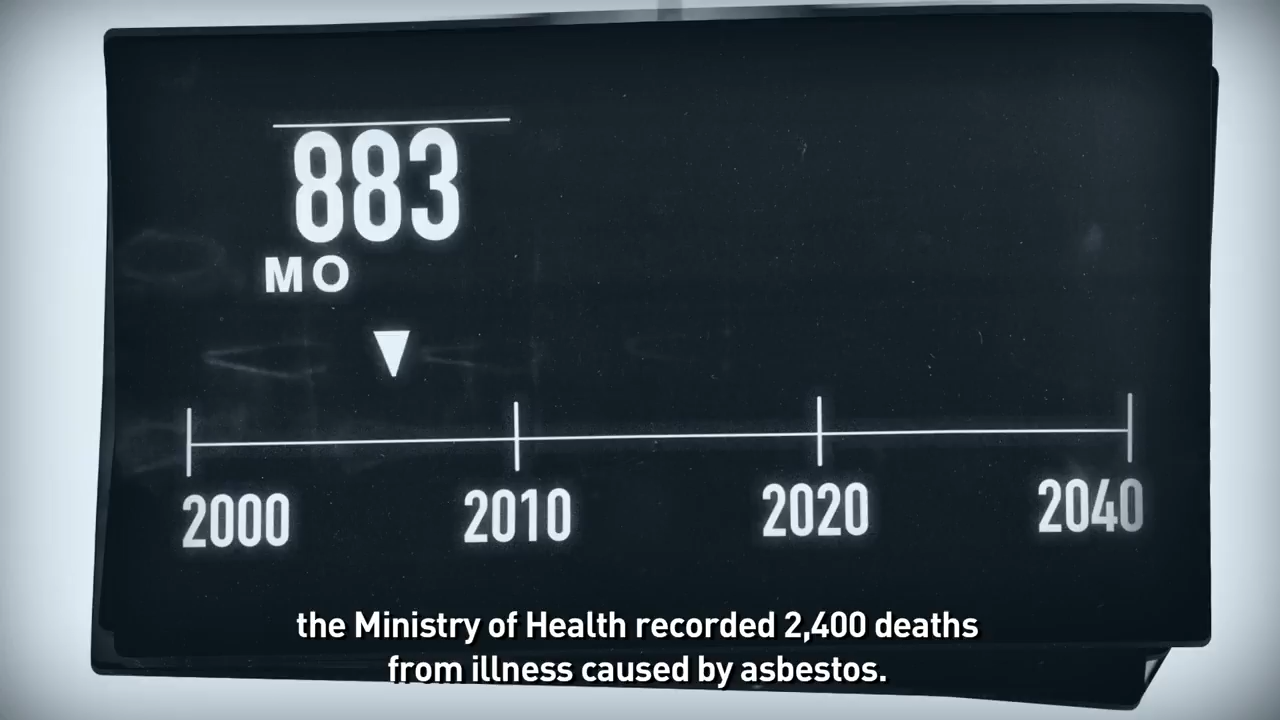 883
MO
2000 2010 2020 2040
the Ministry of Health recorded 2,400 deaths
from illness caused by asbestos.